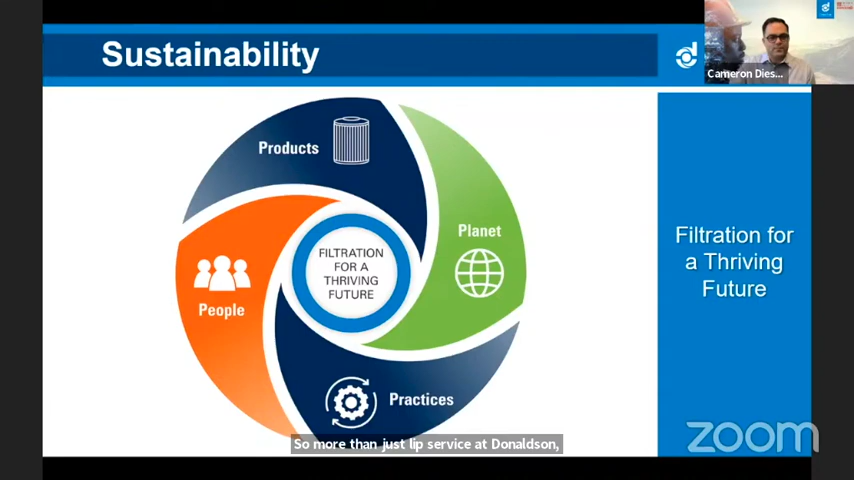 Sustainability
Cameron Dies...
Products
Planet
FILTRATION
FOR A
THRIVING
FUTURE
People
Practices
Filtration for
a Thriving
Future
So more than just lip service at Donaldson,
zoom